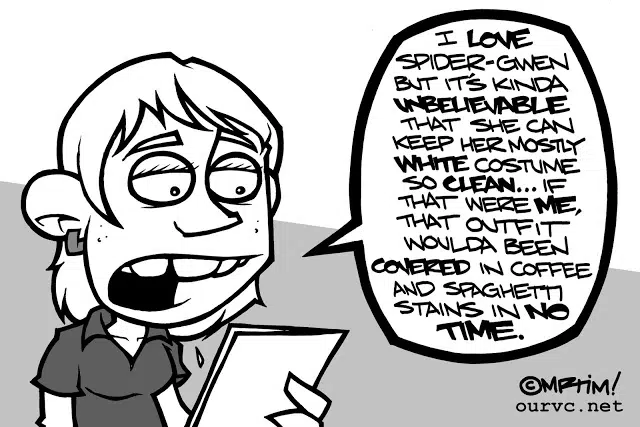 I LOVE
SPIDER-GWEN
BUT IT'S KINDA
UNBELIEVABLE
THAT SHE CAN
KEEP HER MOSTLY
WHITE COSTUME
SO CLEAN... IF
THAT WERE ME,
THAT OUTFIT
WOULDA BEEN
COVERED IN COFFEE
AND SPAGHETTI
STAINS IN NO
TIME.
©MRTIM!
ourvc.net